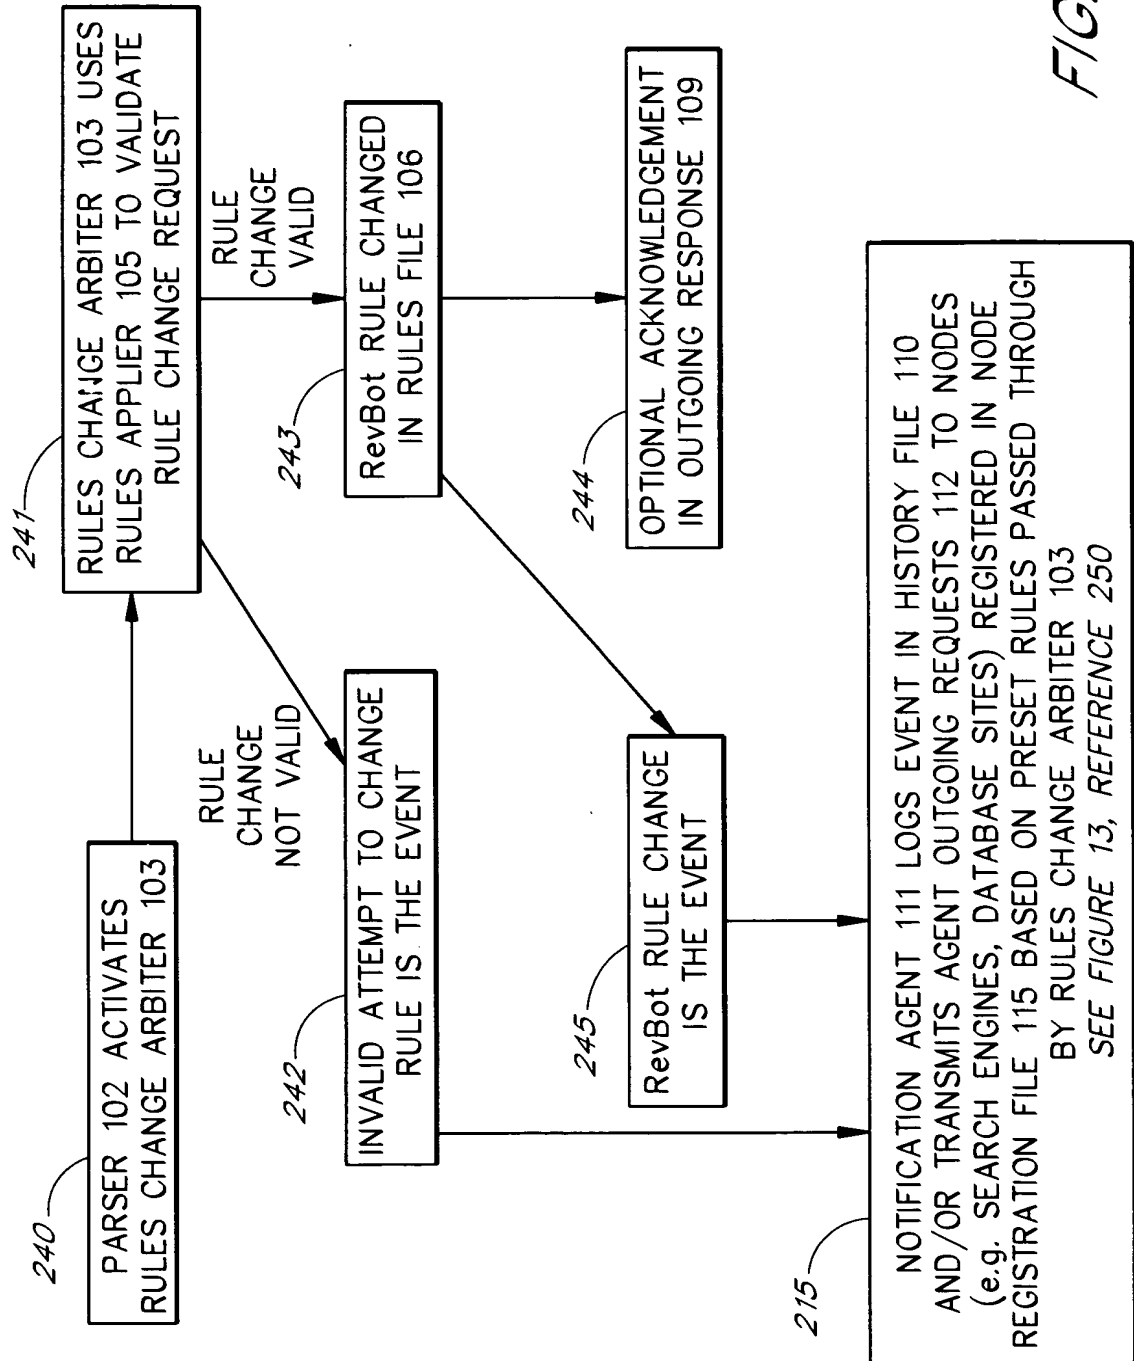 240
PARSER 102 ACTIVATES
RULES CHANGE ARBITER 103
241
RULES CHANGE ARBITER 103 USES
RULES APPLIER 105 TO VALIDATE
RULE CHANGE REQUEST
RULE
CHANGE
NOT VALID
RULE
CHANGE
VALID
242
INVALID ATTEMPT TO CHANGE
RULE IS THE EVENT
243
RevBot RULE CHANGED
IN RULES FILE 106
244
OPTIONAL ACKNOWLEDGEMENT
IN OUTGOING RESPONSE 109
245
RevBot RULE CHANGE
IS THE EVENT
215
NOTIFICATION AGENT 111 LOGS EVENT IN HISTORY FILE 110
AND/OR TRANSMITS AGENT OUTGOING REQUESTS 112 TO NODES
(e.g. SEARCH ENGINES, DATABASE SITES) REGISTERED IN NODE
REGISTRATION FILE 115 BASED ON PRESET RULES PASSED THROUGH
BY RULES CHANGE ARBITER 103
SEE FIGURE 13, REFERENCE 250
FIG.